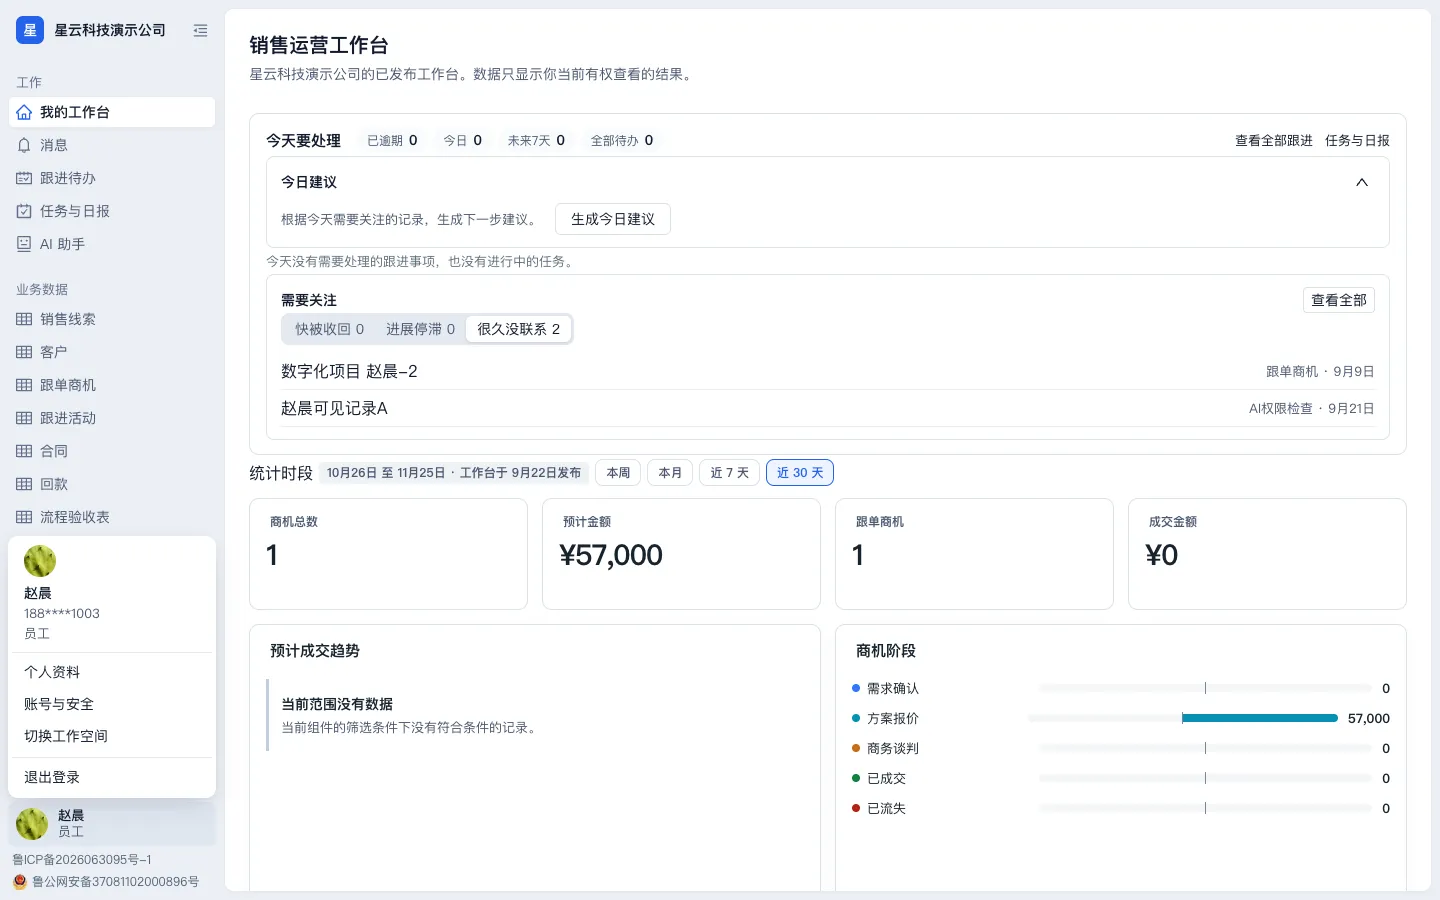 星 星云科技演示公司
工作
我的工作台
消息
跟进待办
任务与日报
AI 助手
业务数据
销售线索
客户
跟单商机
跟进活动
合同
回款
流程验收表
赵晨
188****1003
员工
个人资料
账号与安全
切换工作空间
退出登录
赵晨
员工
鲁ICP备2026063095号-1
鲁公网安备37081102000896号
销售运营工作台
星云科技演示公司的已发布工作台。数据只显示你当前有权查看的结果。
今天要处理 已逾期 0 今日 0 未来7天 0 全部待办 0 查看全部跟进 任务与日报
今日建议
根据今天需要关注的记录，生成下一步建议。 生成今日建议
今天没有需要处理的跟进事项，也没有进行中的任务。
需要关注 查看全部
快被收回 0 进展停滞 0 很久没联系 2
数字化项目 赵晨-2 跟单商机 · 9月9日
赵晨可见记录A AI权限检查 · 9月21日
统计时段 10月26日 至 11月25日 · 工作台于 9月22日发布 本周 本月 近 7 天 近 30 天
商机总数
1
预计金额
¥57,000
跟单商机
1
成交金额
¥0
预计成交趋势
当前范围没有数据
当前组件的筛选条件下没有符合条件的记录。
商机阶段
需求确认 0
方案报价 57,000
商务谈判 0
已成交 0
已流失 0